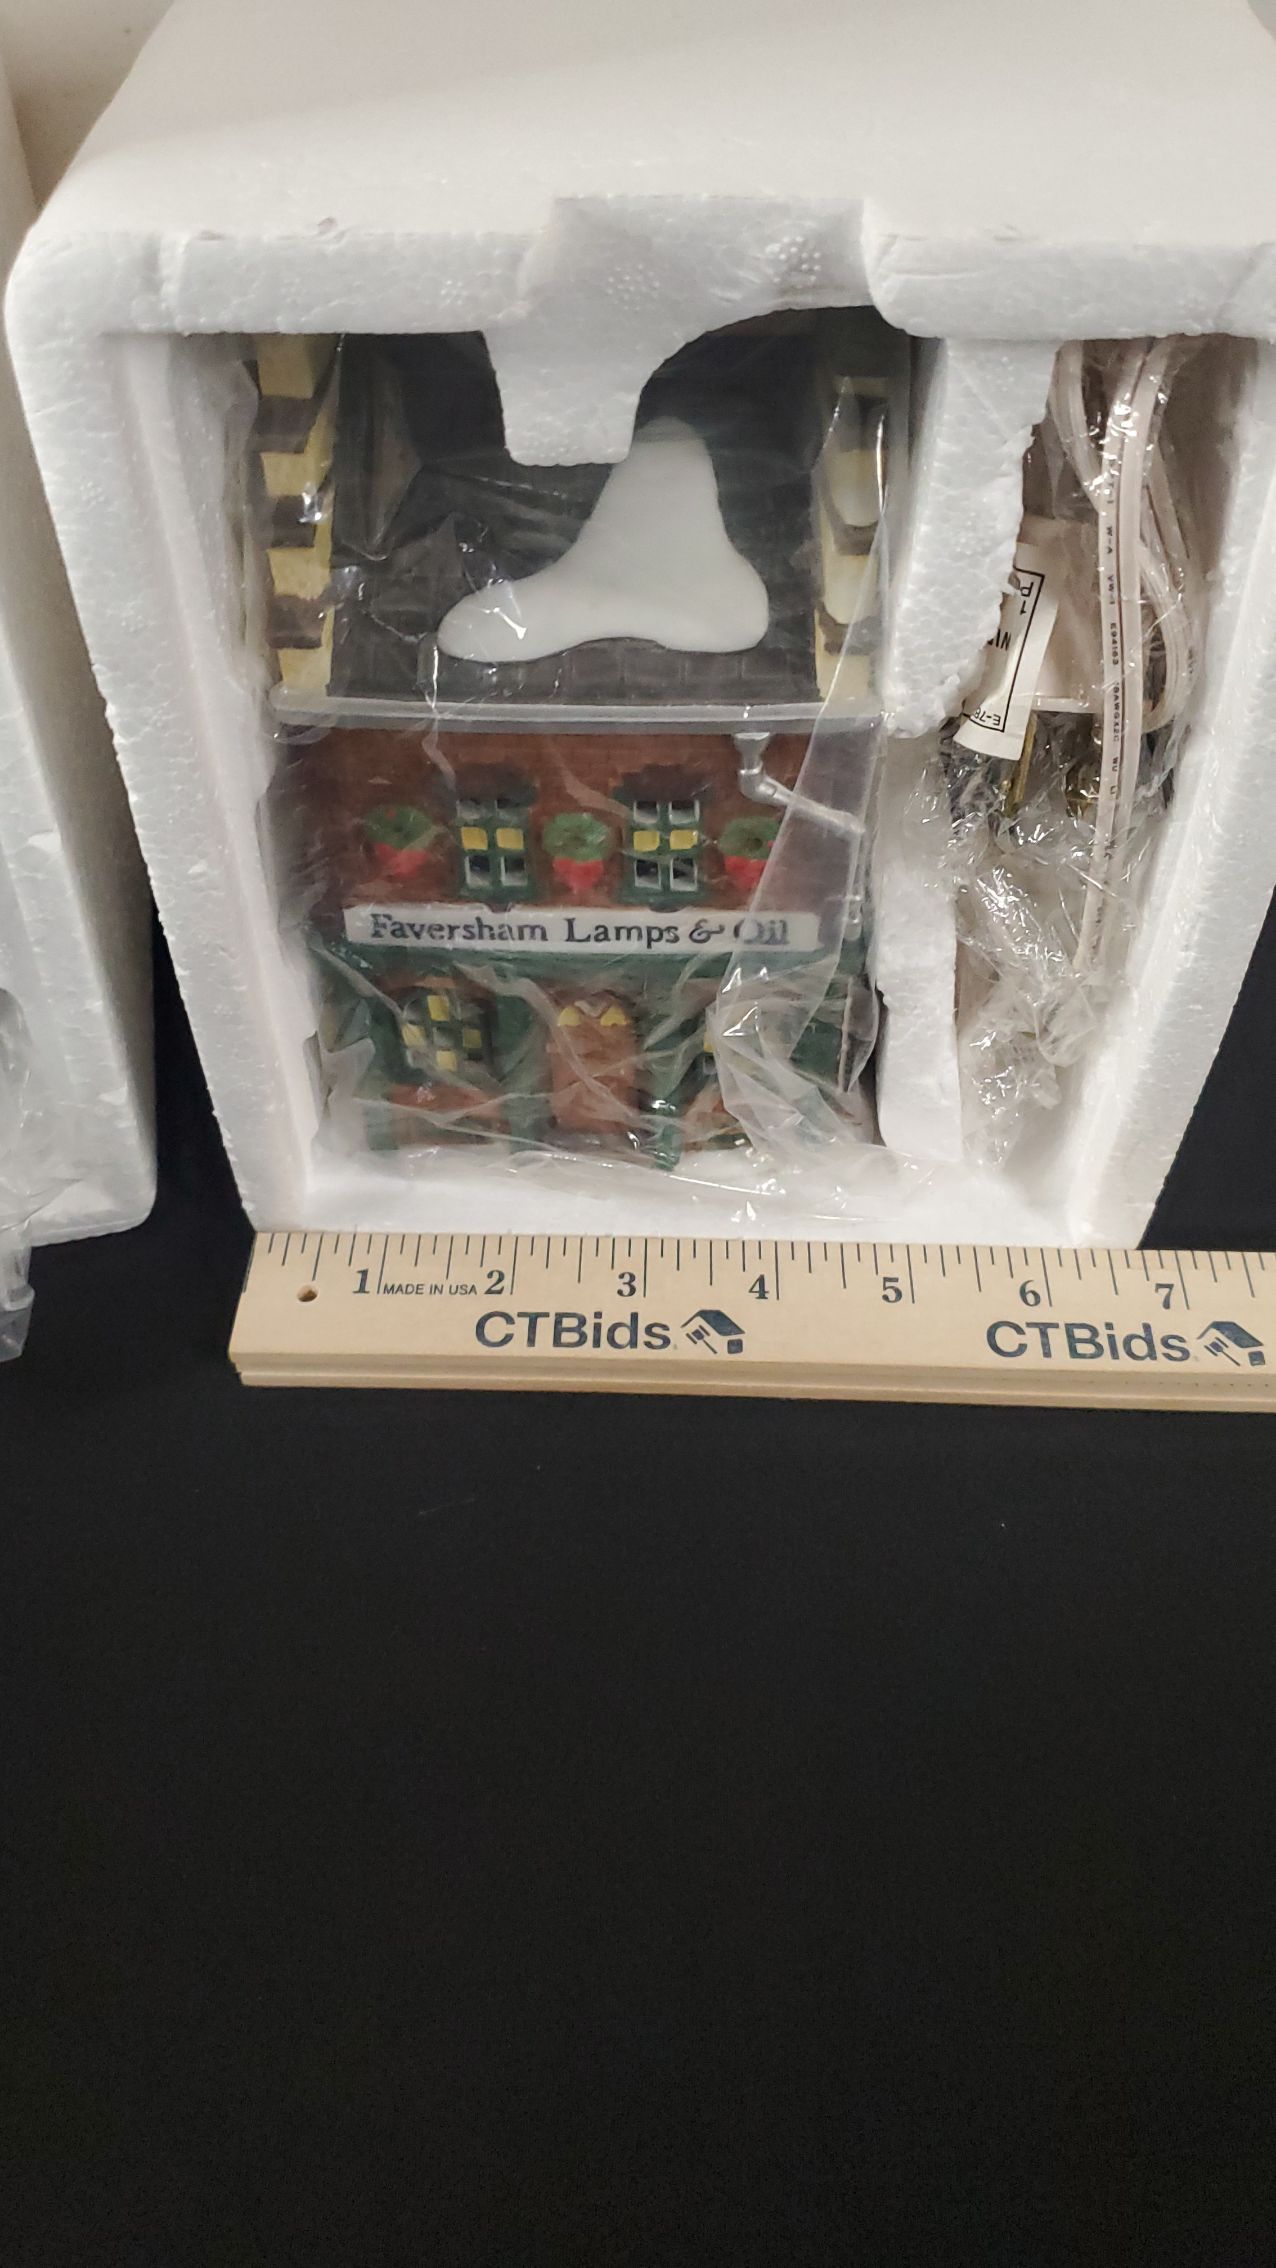 Faversham Lamps & Oil
1 MADE IN USA 2 3 4 5 6 7
CTBids CTBids